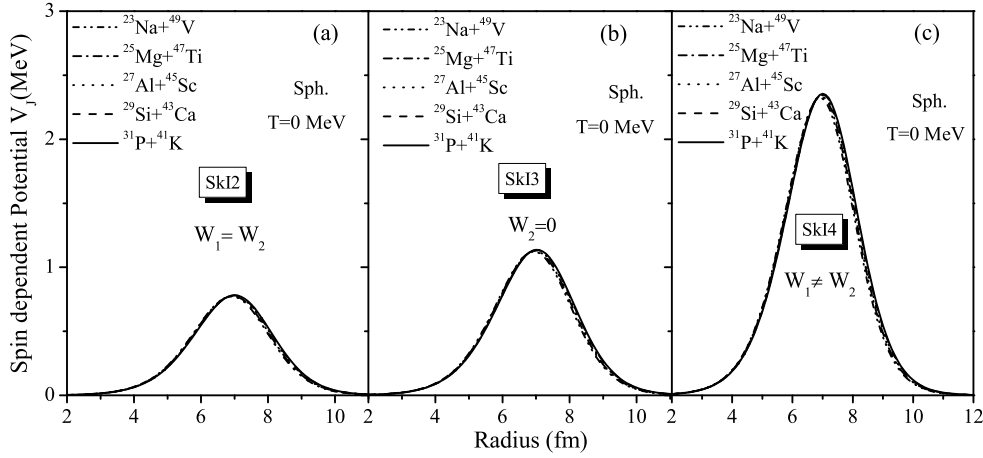 Spin dependent Potential V_J(MeV)
3
2
1
0
(a)
²³Na+⁴⁹V
²⁵Mg+⁴⁷Ti
²⁷Al+⁴⁵Sc
²⁹Si+⁴³Ca
³¹P+⁴¹K
Sph.
T=0 MeV
SkI2
W₁= W₂
2 4 6 8 10
(b)
²³Na+⁴⁹V
²⁵Mg+⁴⁷Ti
²⁷Al+⁴⁵Sc
²⁹Si+⁴³Ca
³¹P+⁴¹K
Sph.
T=0 MeV
SkI3
W₂=0
2 4 6 8 10
(c)
²³Na+⁴⁹V
²⁵Mg+⁴⁷Ti
²⁷Al+⁴⁵Sc
²⁹Si+⁴³Ca
³¹P+⁴¹K
Sph.
T=0 MeV
SkI4
W₁≠ W₂
2 4 6 8 10 12
Radius (fm)